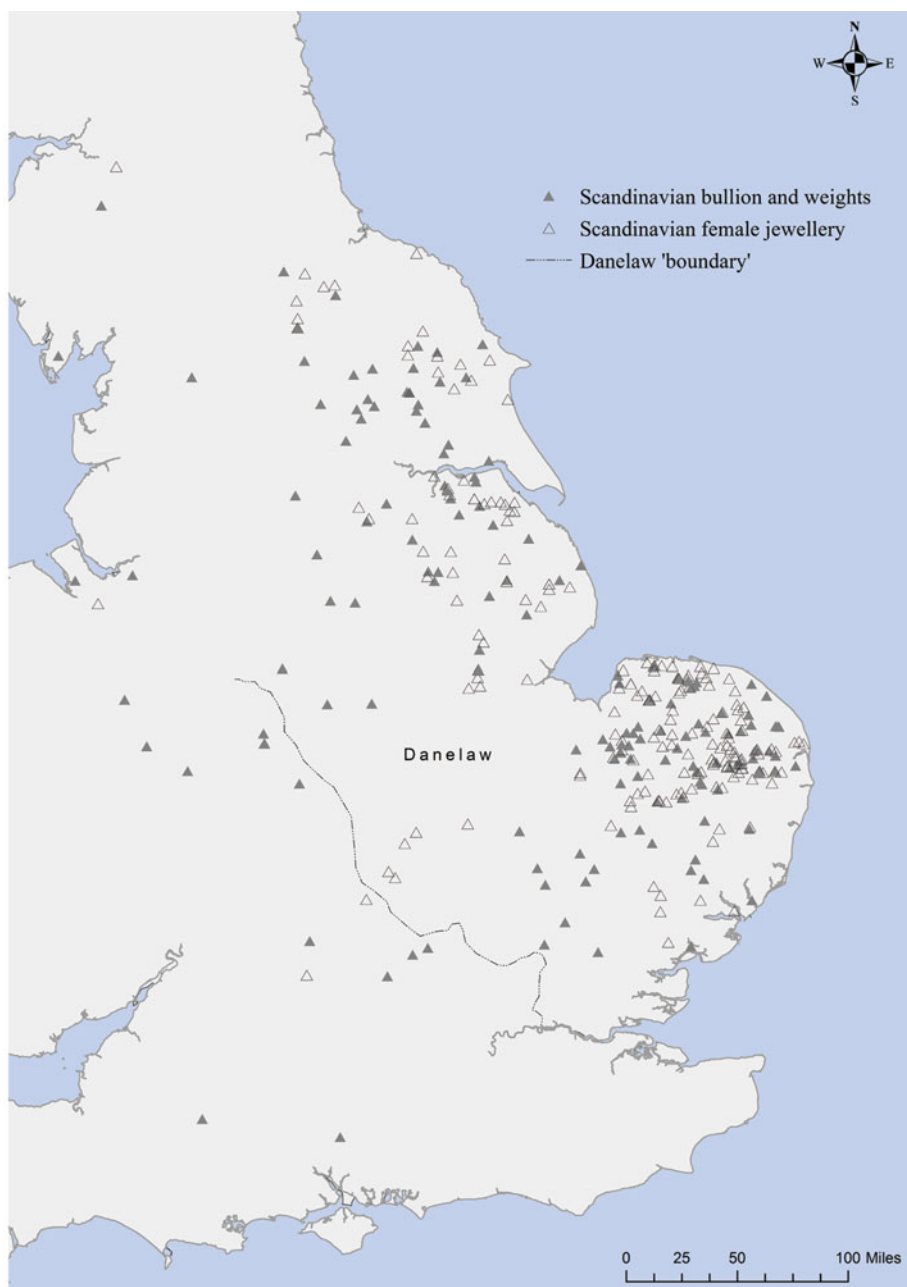 N
W E
S
Scandinavian bullion and weights
Scandinavian female jewellery
Danelaw 'boundary'
Danelaw
0 25 50 100 Miles